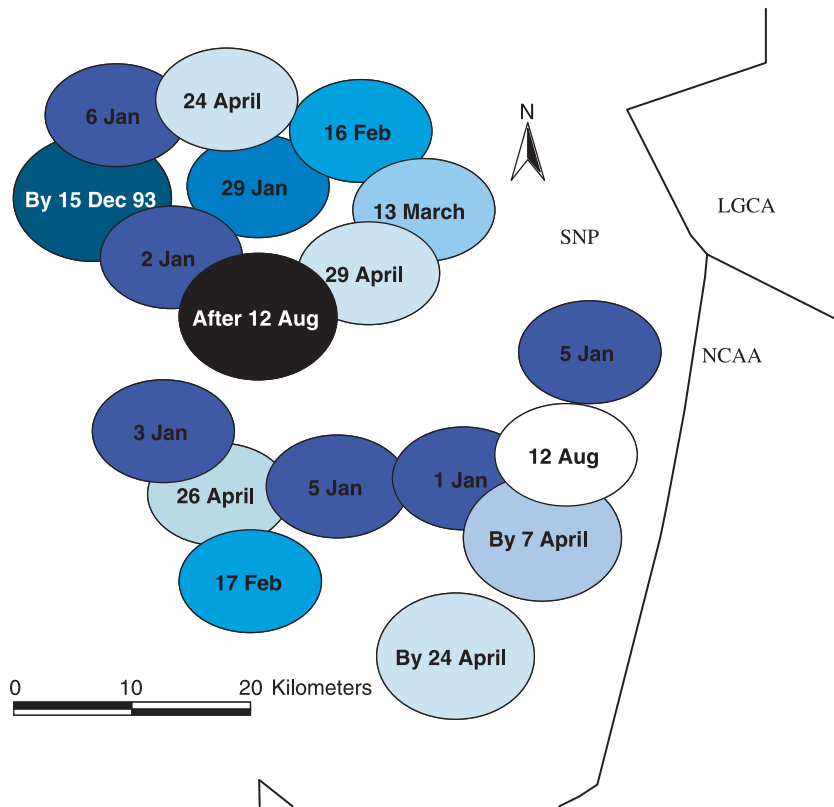 24 April
6 Jan
16 Feb
N
By 15 Dec 93
29 Jan
13 March
LGCA
SNP
2 Jan
29 April
After 12 Aug
5 Jan
NCAA
3 Jan
12 Aug
26 April
5 Jan
1 Jan
By 7 April
17 Feb
By 24 April
0 10 20 Kilometers